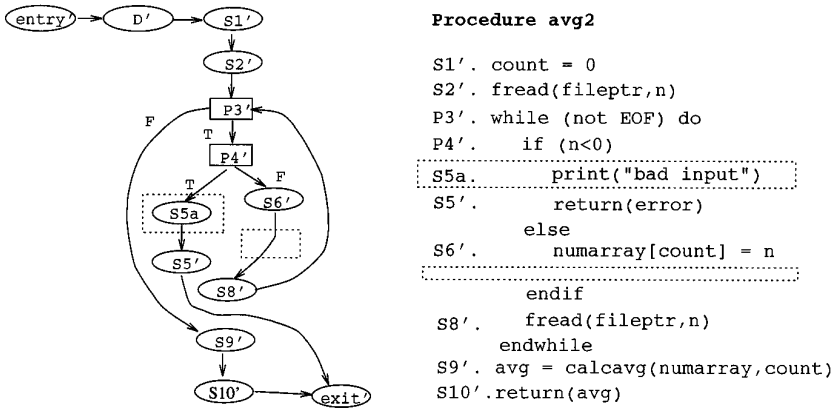 entry'
D'
S1'
S2'
P3'
F
T
P4'
T
F
S5a
S6'
S5'
S8'
S9'
S10'
exit'
Procedure avg2
S1'. count = 0
S2'. fread(fileptr,n)
P3'. while (not EOF) do
P4'. if (n<0)
S5a. print("bad input")
S5'. return(error)
else
S6'. numarray[count] = n
endif
S8'. fread(fileptr,n)
endwhile
S9'. avg = calcavg(numarray,count)
S10'.return(avg)